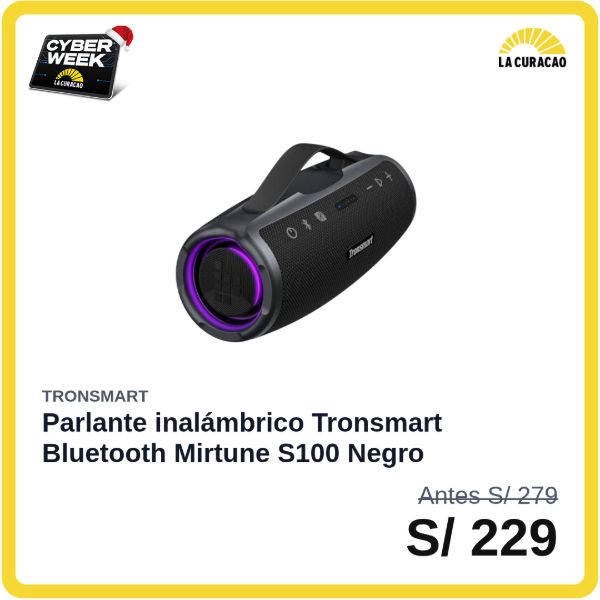 CYBER
WEEK
LA CURACAO
LA CURACAO
Tronsmart
TRONSMART
Parlante inalámbrico Tronsmart
Bluetooth Mirtune S100 Negro
Antes S/ 279
S/ 229